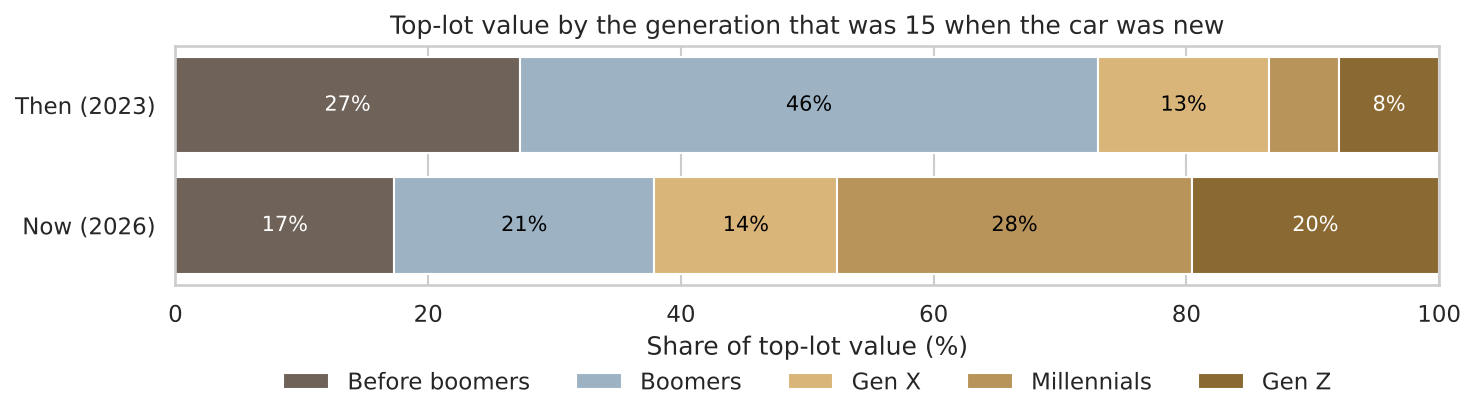 Top-lot value by the generation that was 15 when the car was new
Then (2023)
27%
46%
13%
8%
Now (2026)
17%
21%
14%
28%
20%
0
20
40
60
80
100
Share of top-lot value (%)
Before boomers
Boomers
Gen X
Millennials
Gen Z